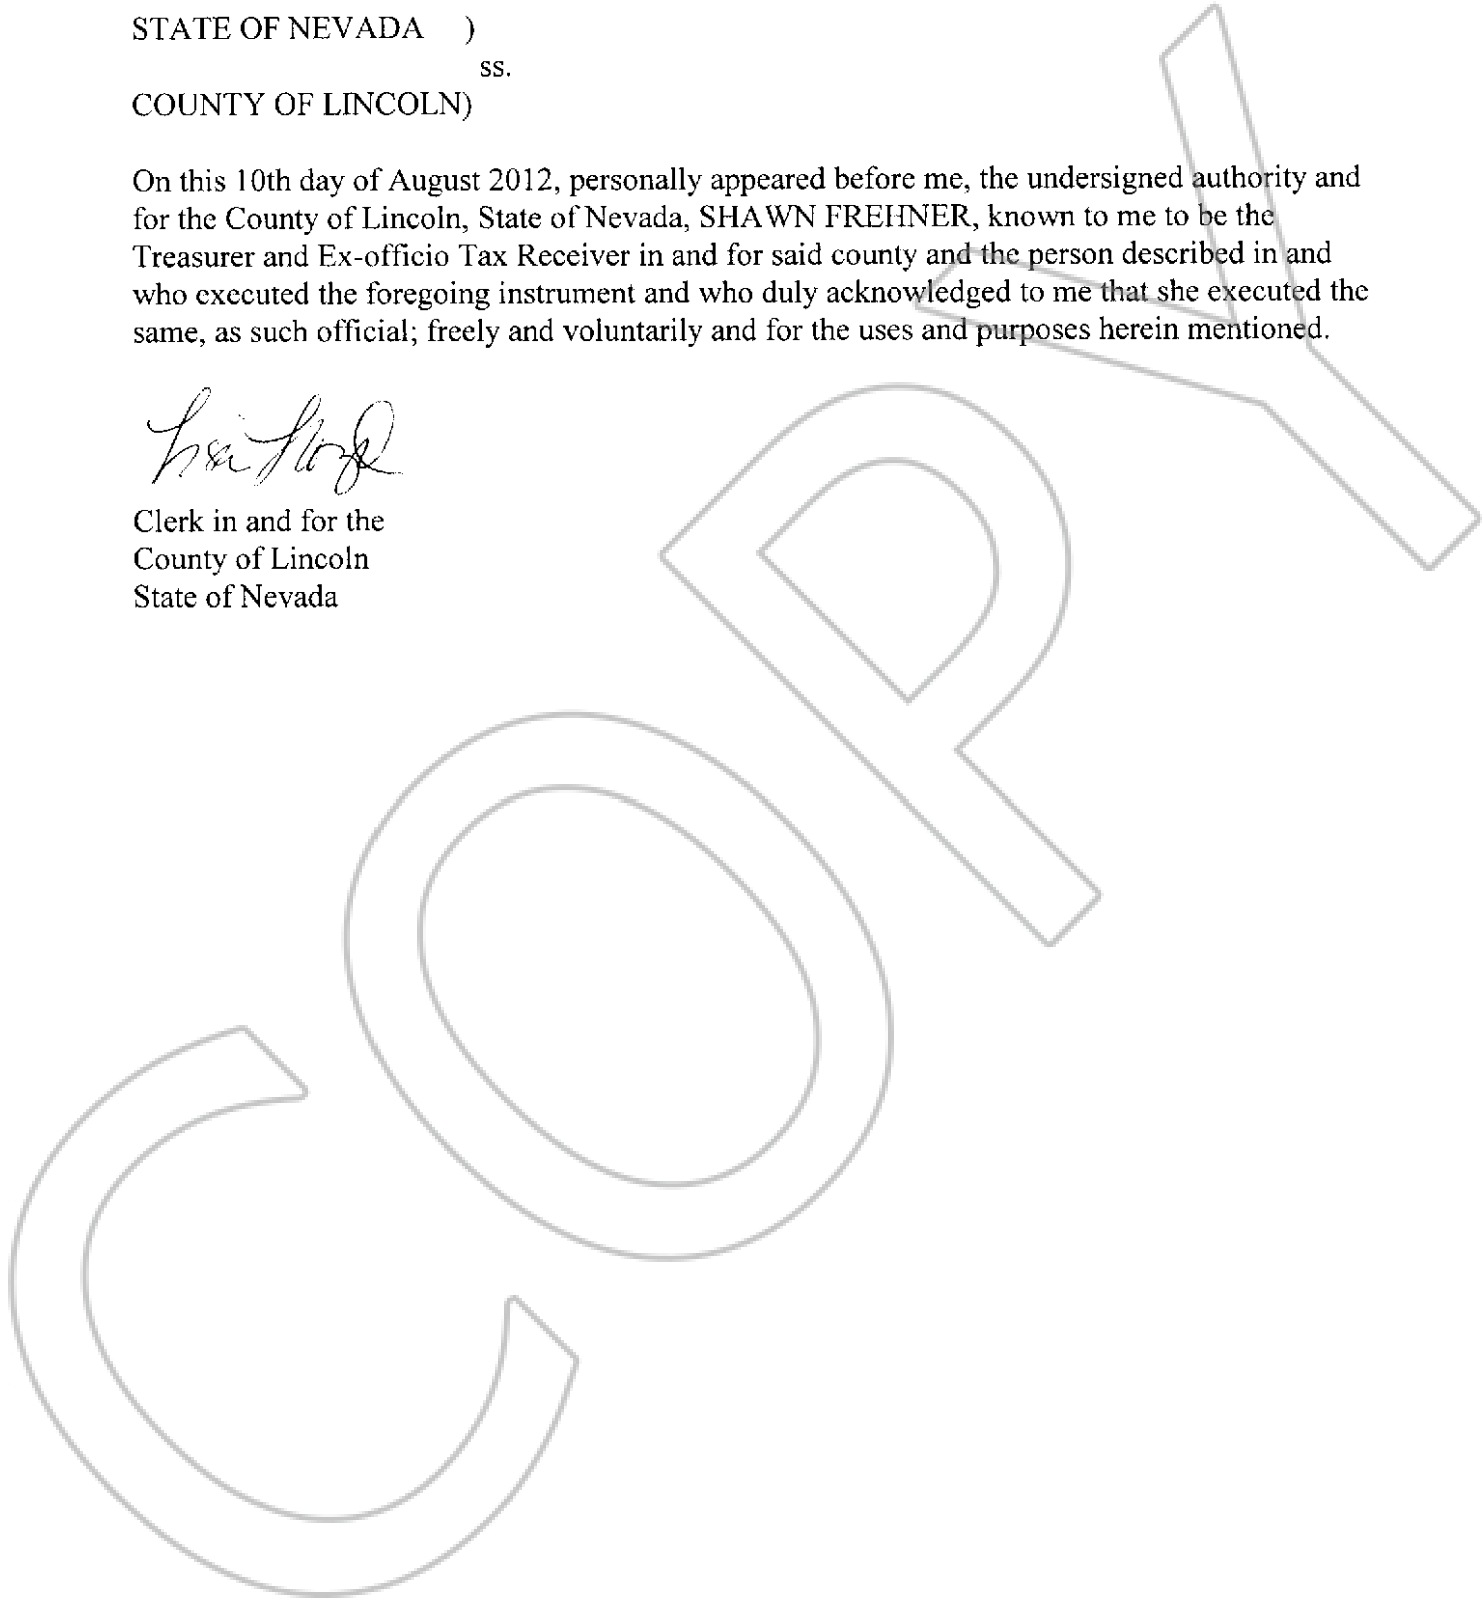 STATE OF NEVADA )
ss.
COUNTY OF LINCOLN)
On this 10th day of August 2012, personally appeared before me, the undersigned authority and
for the County of Lincoln, State of Nevada, SHAWN FREHNER, known to me to be the
Treasurer and Ex-officio Tax Receiver in and for said county and the person described in and
who executed the foregoing instrument and who duly acknowledged to me that she executed the
same, as such official; freely and voluntarily and for the uses and purposes herein mentioned.
Lisa Lloyd
Clerk in and for the
County of Lincoln
State of Nevada
COPY